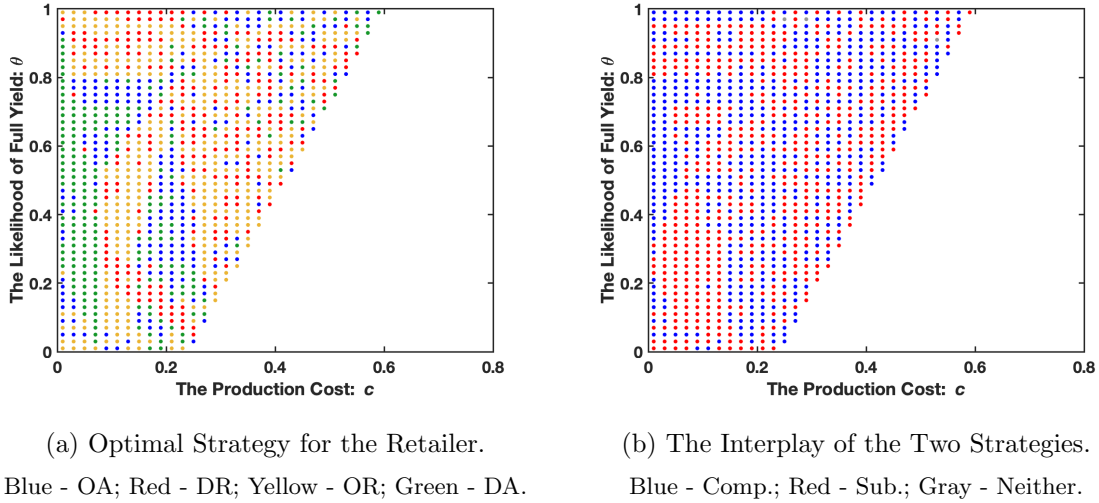 1
0.8
0.6
0.4
0.2
0
The Likelihood of Full Yield: θ
0 0.2 0.4 0.6 0.8
The Production Cost: c
(a) Optimal Strategy for the Retailer.
Blue - OA; Red - DR; Yellow - OR; Green - DA.
1
0.8
0.6
0.4
0.2
0
The Likelihood of Full Yield: θ
0 0.2 0.4 0.6 0.8
The Production Cost: c
(b) The Interplay of the Two Strategies.
Blue - Comp.; Red - Sub.; Gray - Neither.